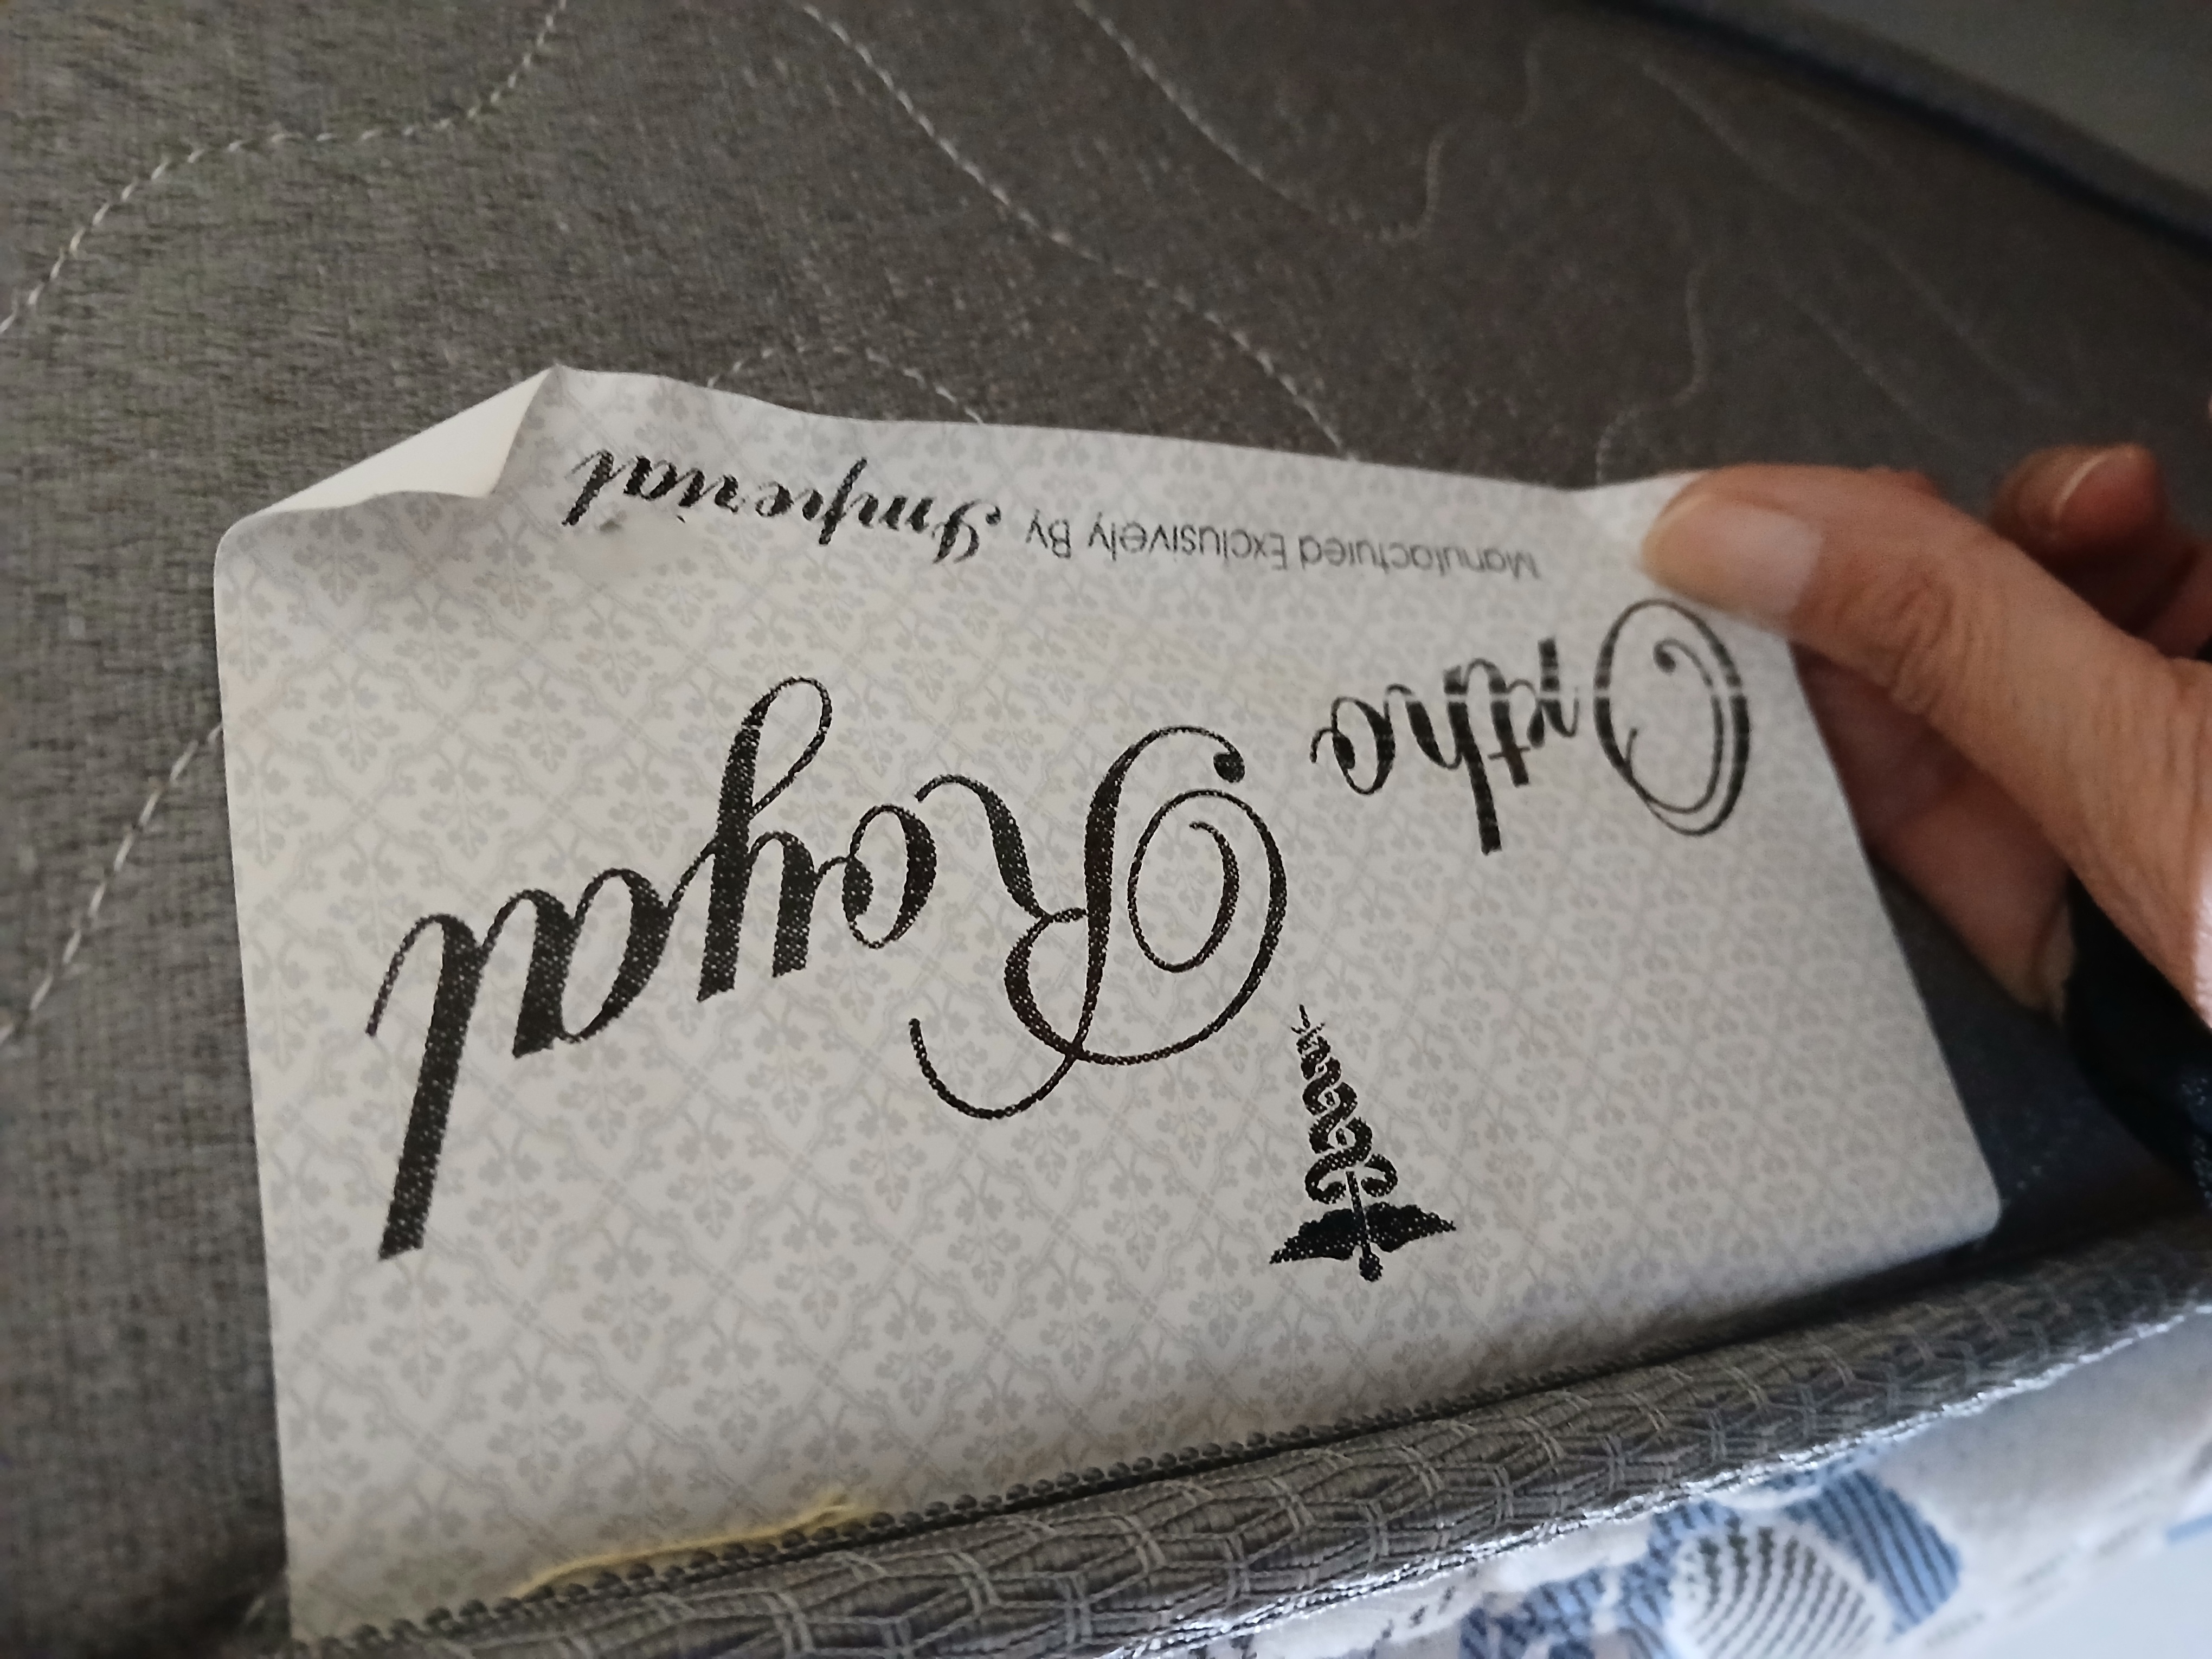 Ortho
Royal
Manufactured Exclusively By Imperial